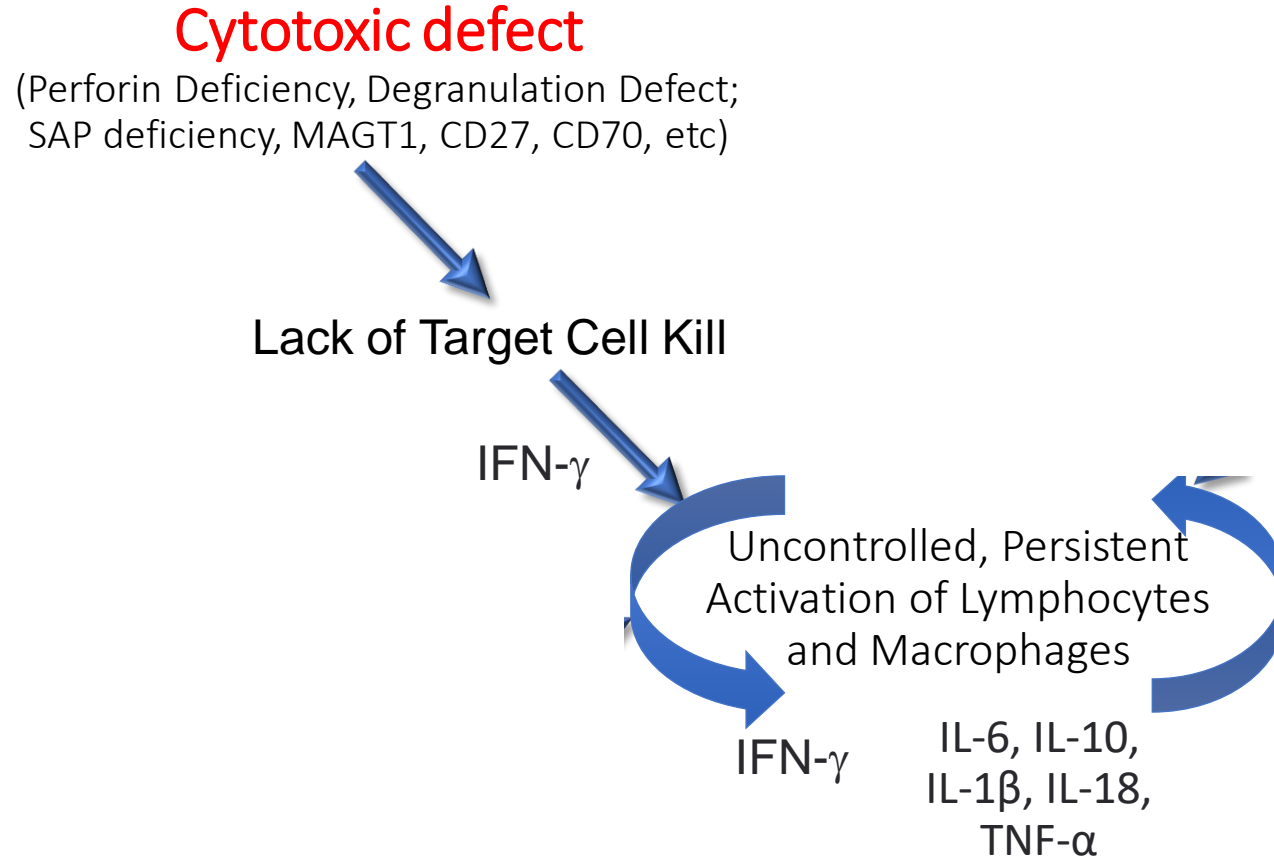 Cytotoxic defect
(Perforin Deficiency, Degranulation Defect;
SAP deficiency, MAGT1, CD27, CD70, etc)
Lack of Target Cell Kill
IFN-γ
Uncontrolled, Persistent
Activation of Lymphocytes
and Macrophages
IFN-γ
IL-6, IL-10,
IL-1β, IL-18,
TNF-α